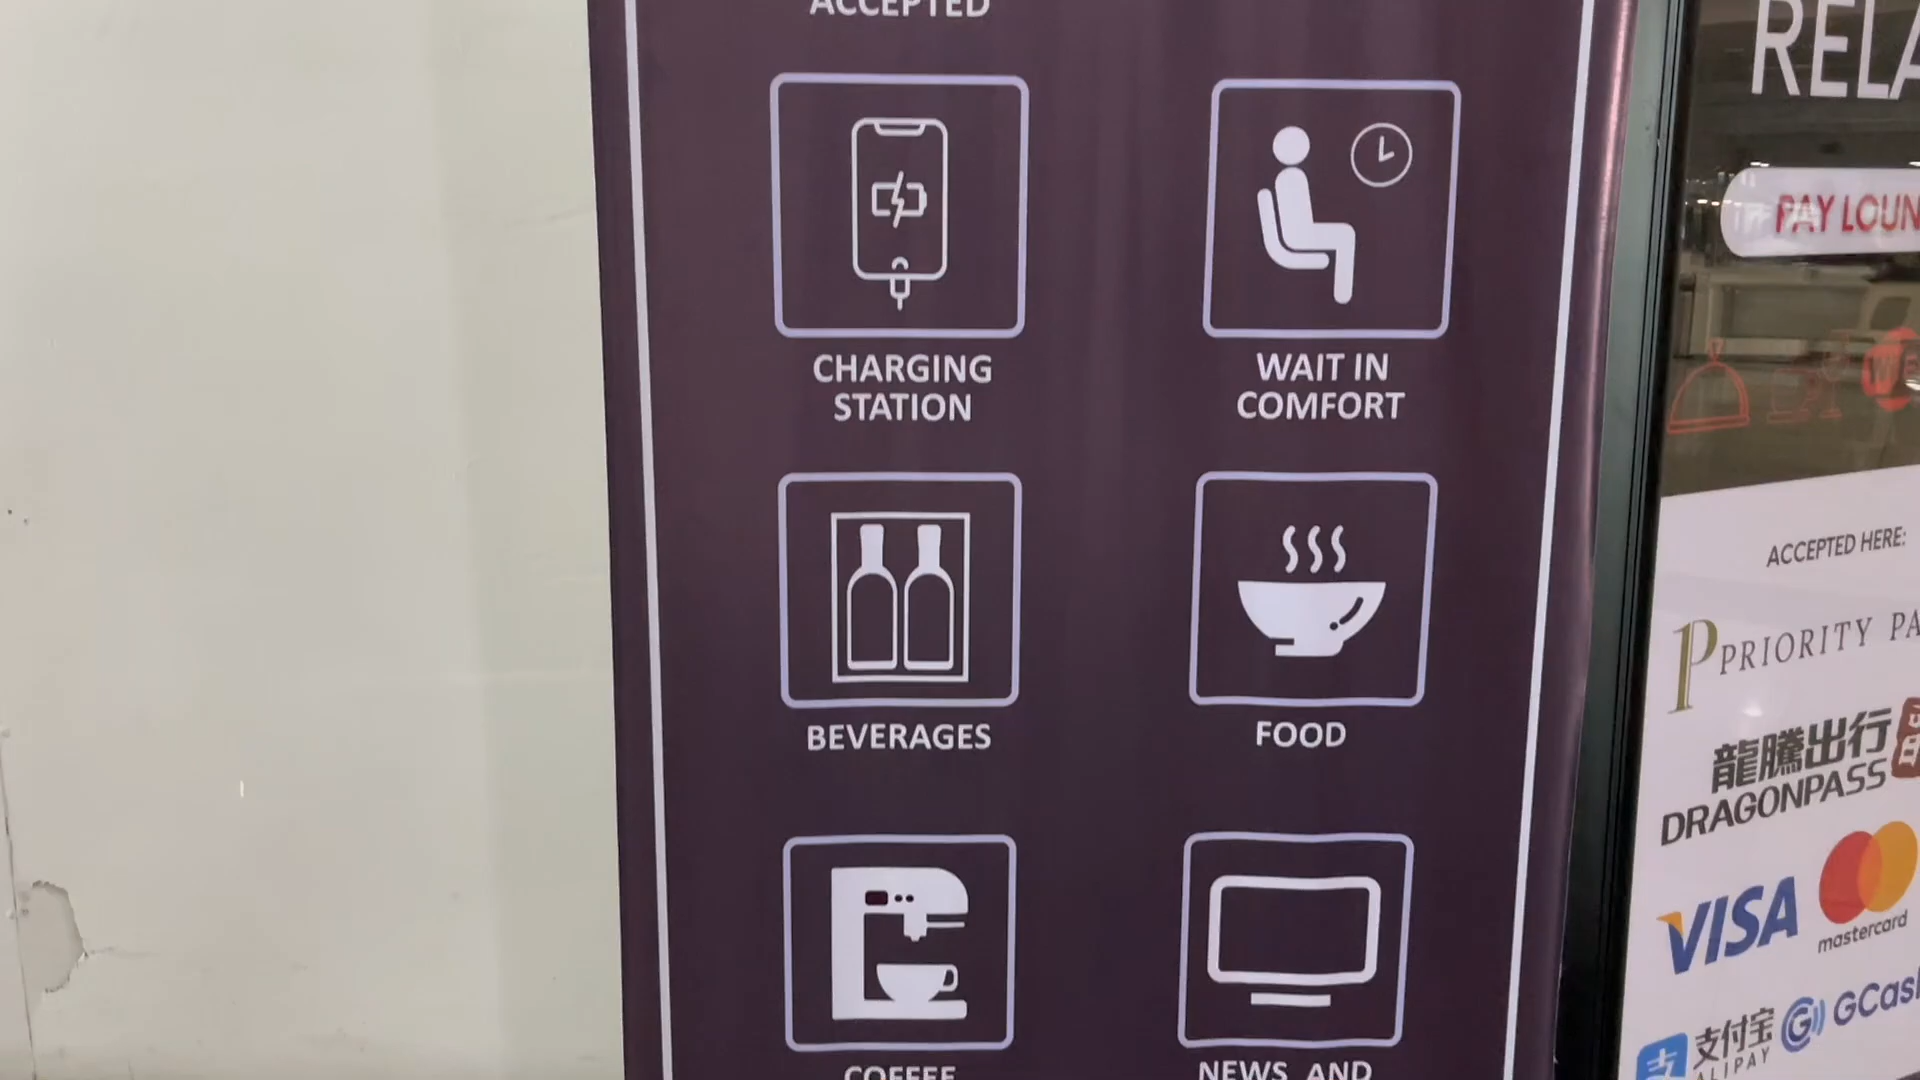 ACCEPTED
CHARGING
STATION
WAIT IN
COMFORT
BEVERAGES
FOOD
COFFEE
NEWS AND
RELA
PAY LOUN
ACCEPTED HERE:
PRIORITY PA
龍騰出行
DRAGONPASS
VISA
mastercard
支付宝
ALIPAY
GCash